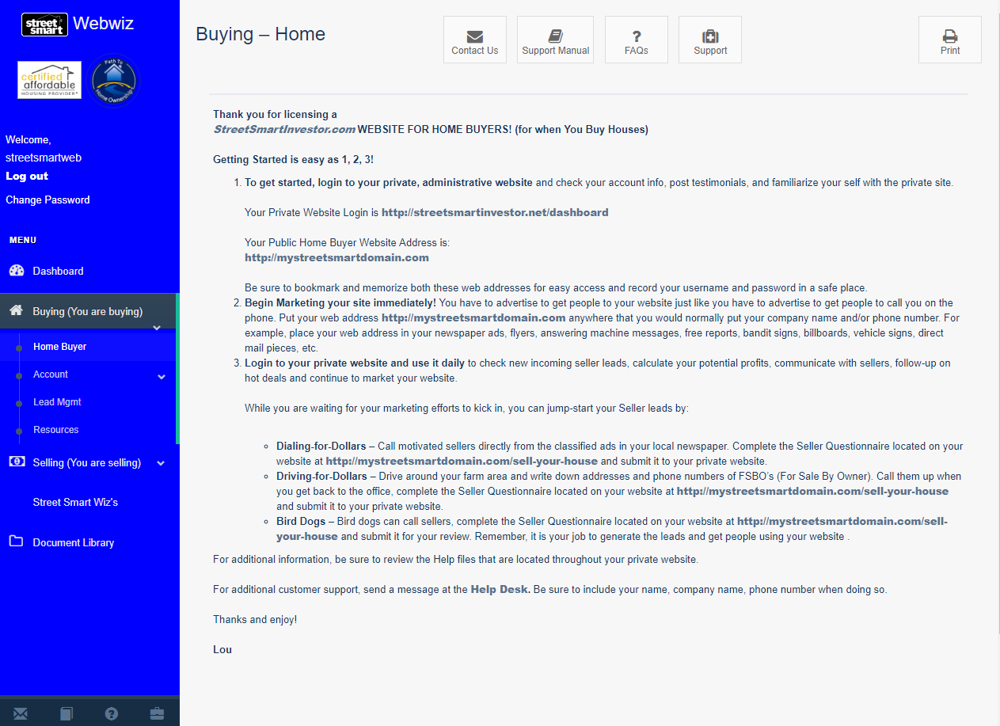 street smart Webwiz
certified
affordable
HOUSING PROVIDER®
Path To
Home Ownership
Welcome,
streetsmartweb
Log out
Change Password
MENU
Dashboard
Buying (You are buying)
Home Buyer
Account
Lead Mgmt
Resources
Selling (You are selling)
Street Smart Wiz's
Document Library
Buying – Home
Contact Us
Support Manual
FAQs
Support
Print
Thank you for licensing a
StreetSmartInvestor.com WEBSITE FOR HOME BUYERS! (for when You Buy Houses)
Getting Started is easy as 1, 2, 3!
1. To get started, login to your private, administrative website and check your account info, post testimonials, and familiarize your self with the private site.
Your Private Website Login is http://streetsmartinvestor.net/dashboard
Your Public Home Buyer Website Address is:
http://mystreetsmartdomain.com
Be sure to bookmark and memorize both these web addresses for easy access and record your username and password in a safe place.
2. Begin Marketing your site immediately! You have to advertise to get people to your website just like you have to advertise to get people to call you on the
phone. Put your web address http://mystreetsmartdomain.com anywhere that you would normally put your company name and/or phone number. For
example, place your web address in your newspaper ads, flyers, answering machine messages, free reports, bandit signs, billboards, vehicle signs, direct
mail pieces, etc.
3. Login to your private website and use it daily to check new incoming seller leads, calculate your potential profits, communicate with sellers, follow-up on
hot deals and continue to market your website.
While you are waiting for your marketing efforts to kick in, you can jump-start your Seller leads by:
Dialing-for-Dollars – Call motivated sellers directly from the classified ads in your local newspaper. Complete the Seller Questionnaire located on your
website at http://mystreetsmartdomain.com/sell-your-house and submit it to your private website.
Driving-for-Dollars – Drive around your farm area and write down addresses and phone numbers of FSBO’s (For Sale By Owner). Call them up when
you get back to the office, complete the Seller Questionnaire located on your website at http://mystreetsmartdomain.com/sell-your-house
and submit it to your private website.
Bird Dogs – Bird dogs can call sellers, complete the Seller Questionnaire located on your website at http://mystreetsmartdomain.com/sell-
your-house and submit it for your review. Remember, it is your job to generate the leads and get people using your website .
For additional information, be sure to review the Help files that are located throughout your private website.
For additional customer support, send a message at the Help Desk. Be sure to include your name, company name, phone number when doing so.
Thanks and enjoy!
Lou